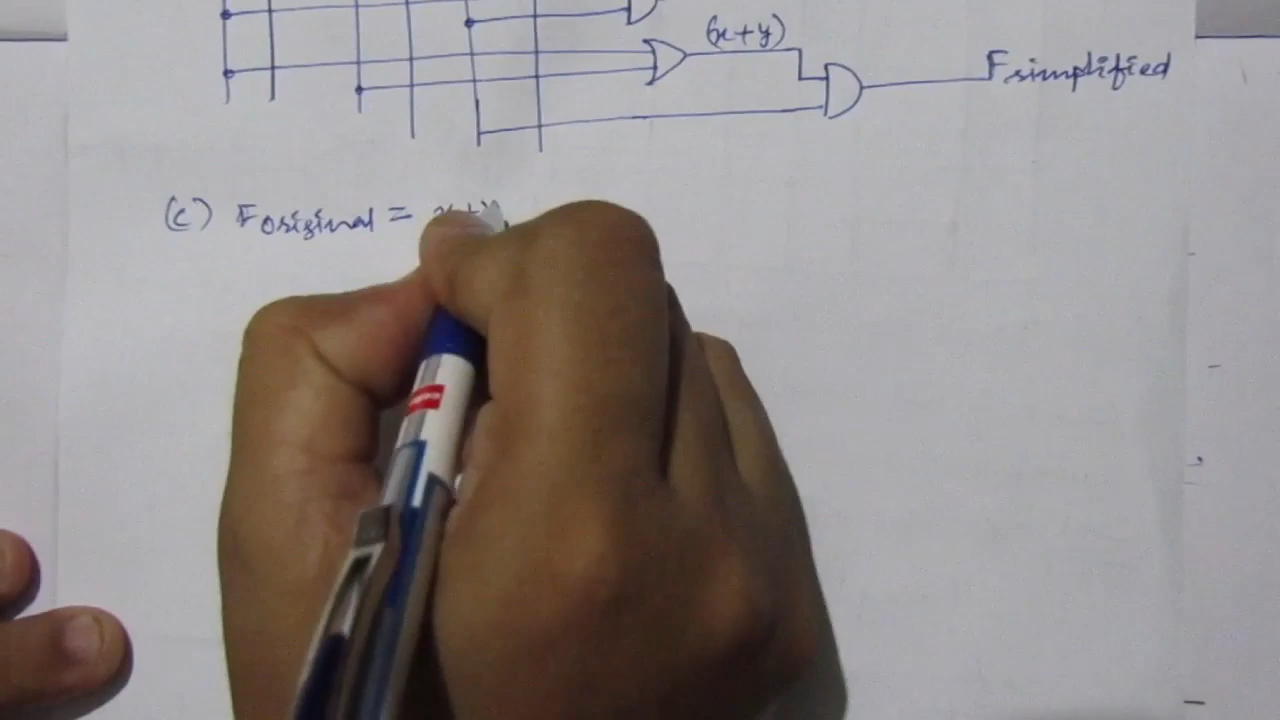 (x+y)
Fsimplified
(c) Foriginal =